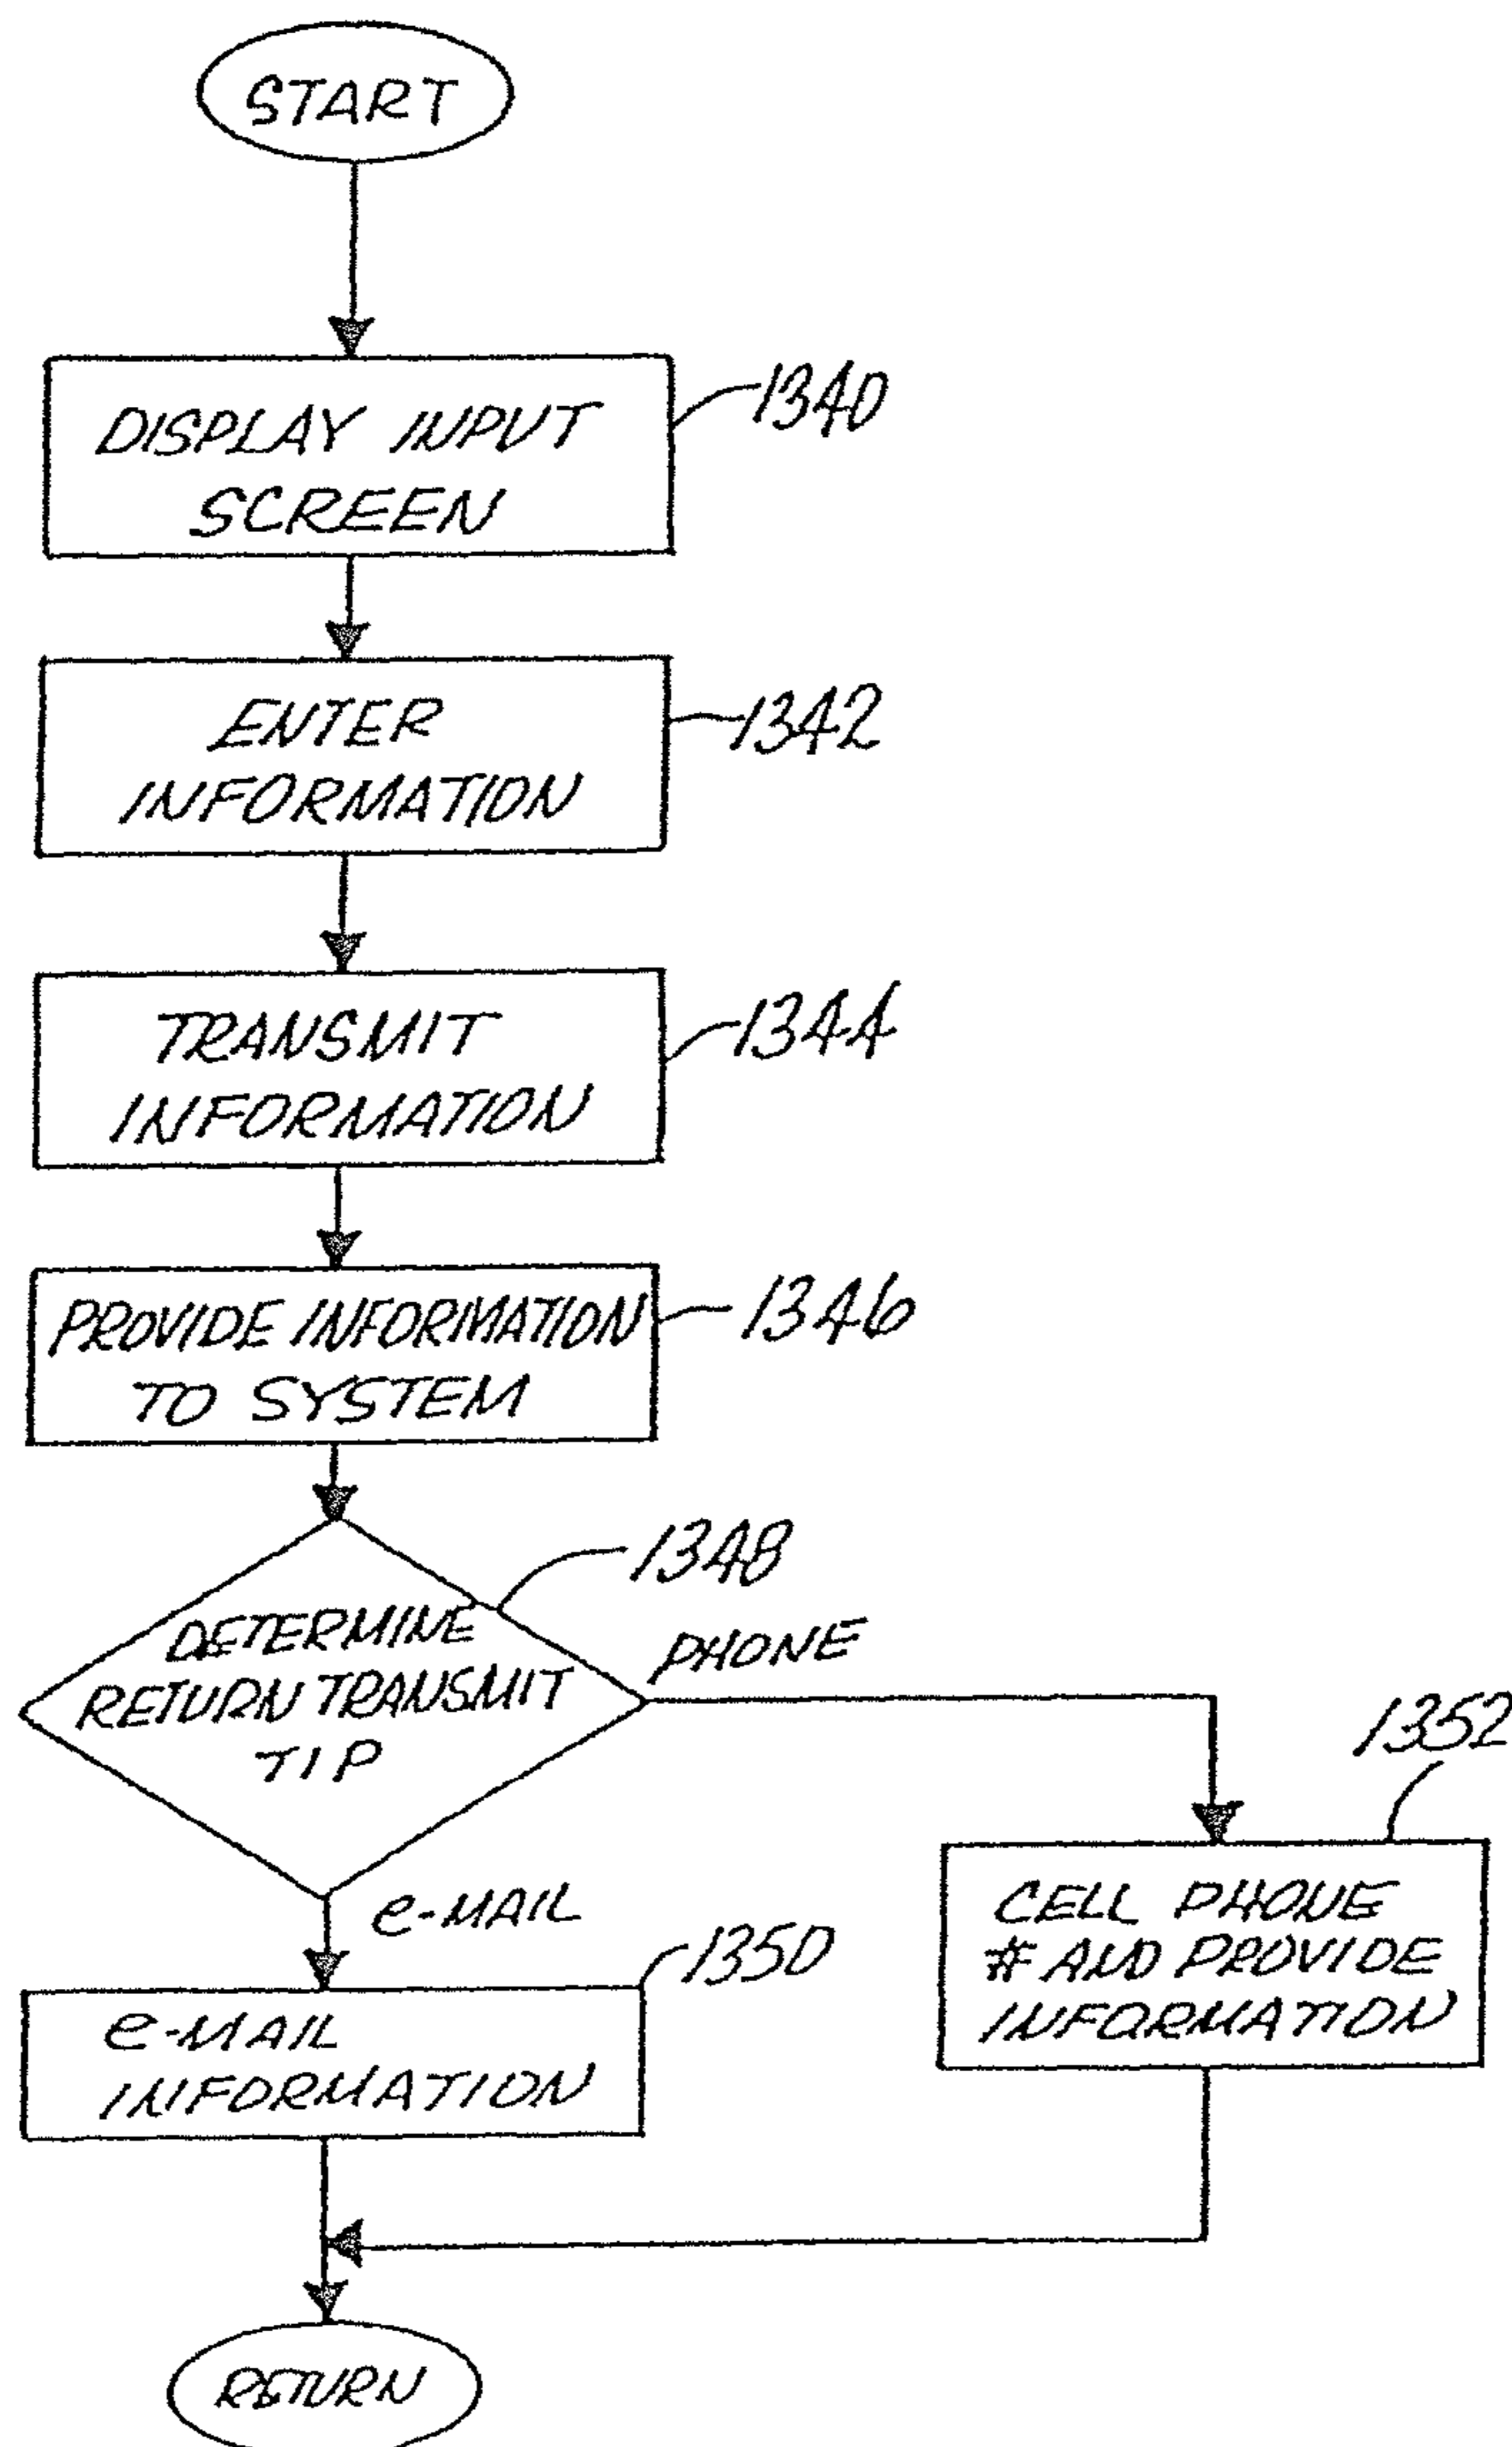 START
DISPLAY INPUT
SCREEN
1340
ENTER
INFORMATION
1342
TRANSMIT
INFORMATION
1344
PROVIDE INFORMATION
TO SYSTEM
1346
1348
DETERMINE
RETURN TRANSMIT
TIP
PHONE
1352
e-MAIL
CELL PHONE
# AND PROVIDE
INFORMATION
1350
e-MAIL
INFORMATION
RETURN